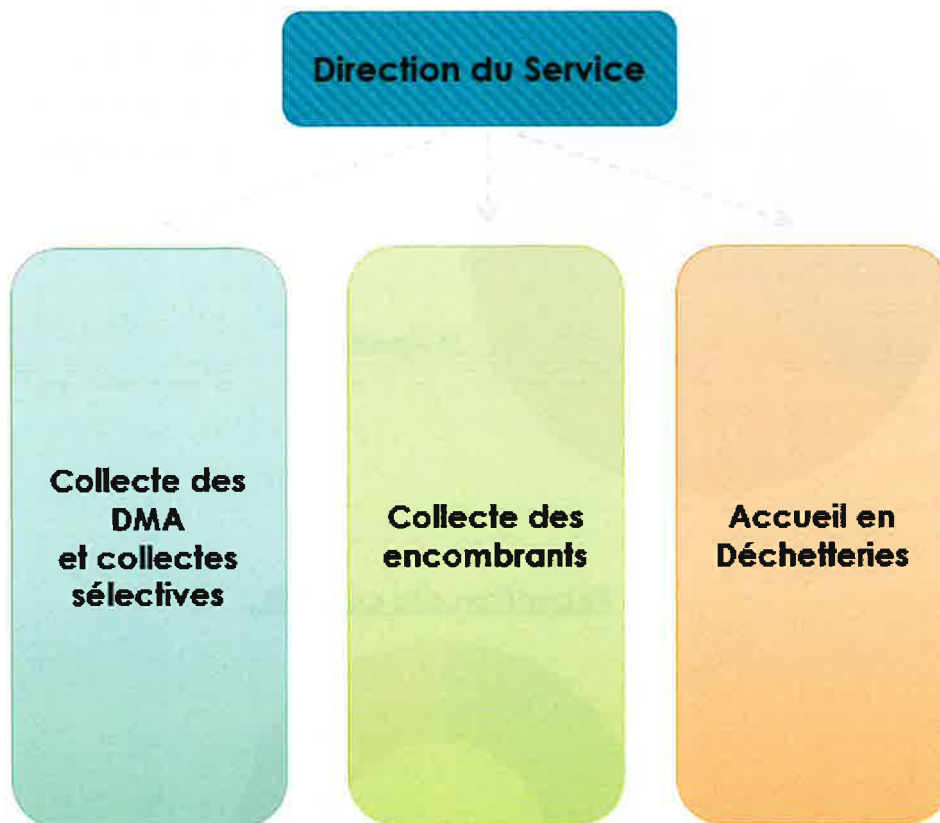 Direction du Service
Collecte des
DMA
et collectes
sélectives
Collecte des
encombrants
Accueil en
Déchetteries